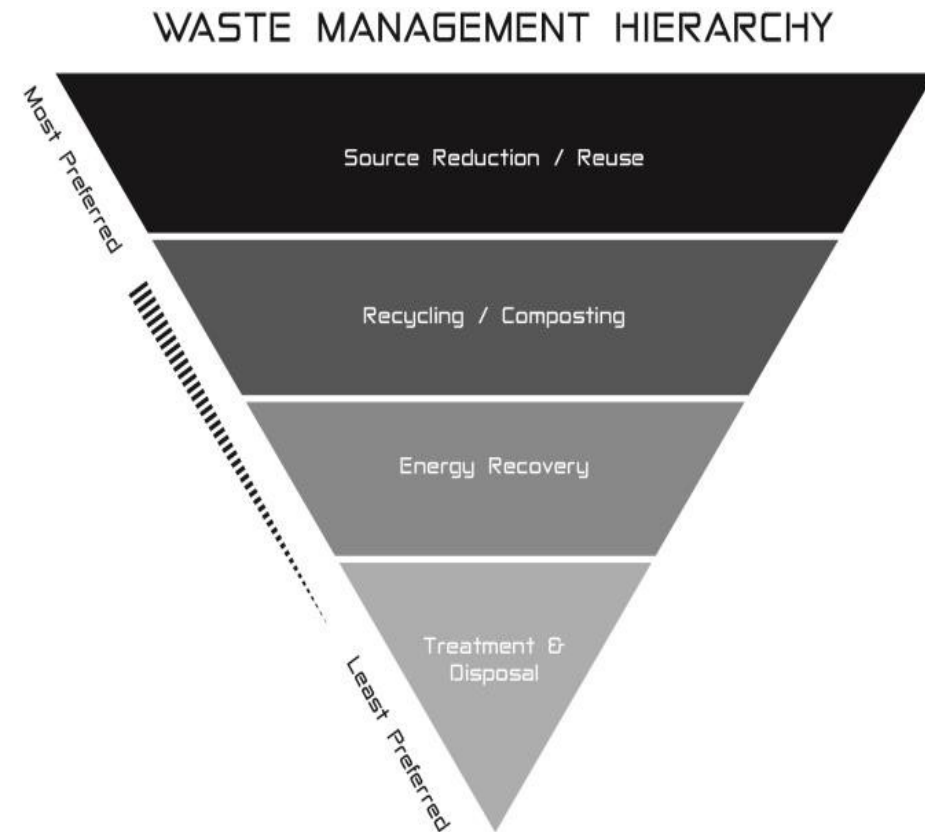 WASTE MANAGEMENT HIERARCHY
Most Preferred
Source Reduction / Reuse
Recycling / Composting
Energy Recovery
Treatment &
Disposal
Least Preferred